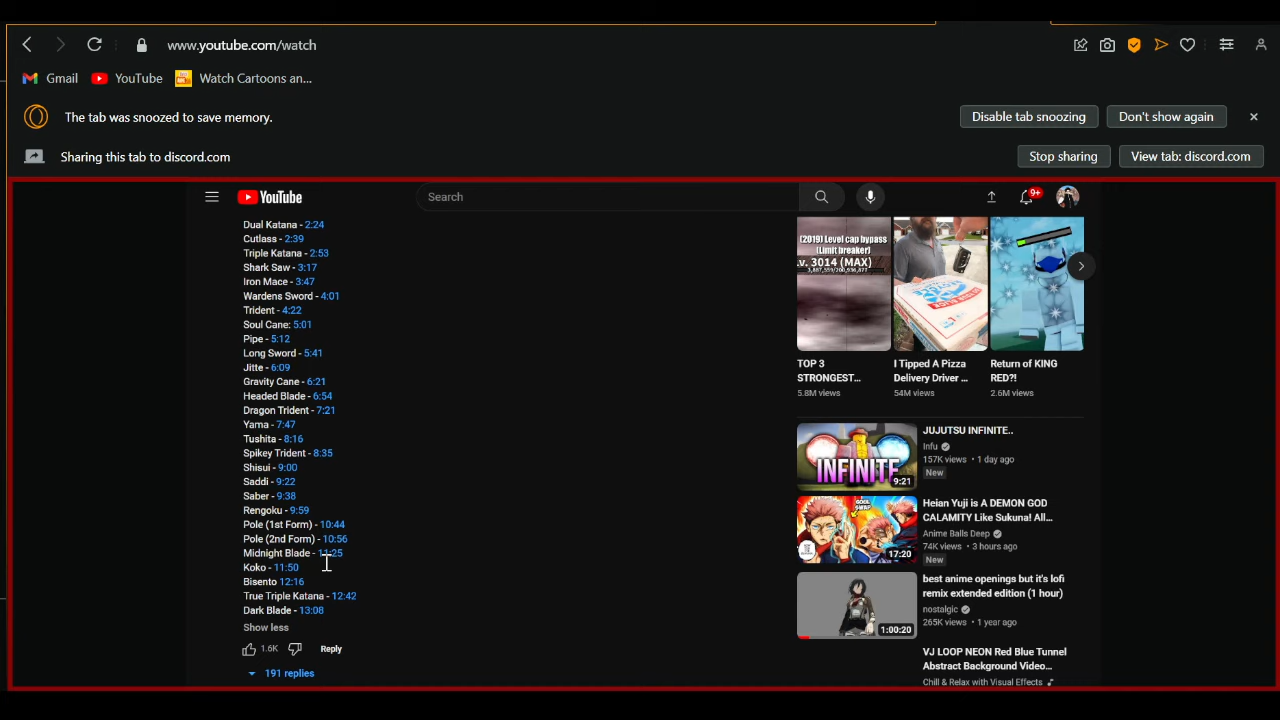 www.youtube.com/watch
Gmail
YouTube
Watch Cartoons an...
The tab was snoozed to save memory.
Disable tab snoozing
Don't show again
Sharing this tab to discord.com
Stop sharing
View tab: discord.com
YouTube
Search
9+
Dual Katana - 2:24
Cutlass - 2:39
Triple Katana - 2:53
Shark Saw - 3:17
Iron Mace - 3:47
Wardens Sword - 4:01
Trident - 4:22
Soul Cane: 5:01
Pipe - 5:12
Long Sword - 5:41
Jitte - 6:09
Gravity Cane - 6:21
Headed Blade - 6:54
Dragon Trident - 7:21
Yama - 7:47
Tushita - 8:16
Spikey Trident - 8:35
Shisui - 9:00
Saddi - 9:22
Saber - 9:38
Rengoku - 9:59
Pole (1st Form) - 10:44
Pole (2nd Form) - 10:56
Midnight Blade - 11:25
Koko - 11:50
Bisento 12:16
True Triple Katana - 12:42
Dark Blade - 13:08
Show less
1.6K
Reply
191 replies
(2019) Level cap bypass
(Limit breaker)
Lv. 3014 (MAX)
TOP 3
STRONGEST...
5.8M views
I Tipped A Pizza
Delivery Driver ...
54M views
Return of KING
RED?!
2.6M views
INFINITE
9:21
JUJUTSU INFINITE..
Infu
157K views • 1 day ago
New
17:20
Heian Yuji is A DEMON GOD
CALAMITY Like Sukuna! All...
Anime Balls Deep
74K views • 3 hours ago
New
1:00:20
best anime openings but it's lofi
remix extended edition (1 hour)
nostalgic
265K views • 1 year ago
VJ LOOP NEON Red Blue Tunnel
Abstract Background Video...
Chill & Relax with Visual Effects